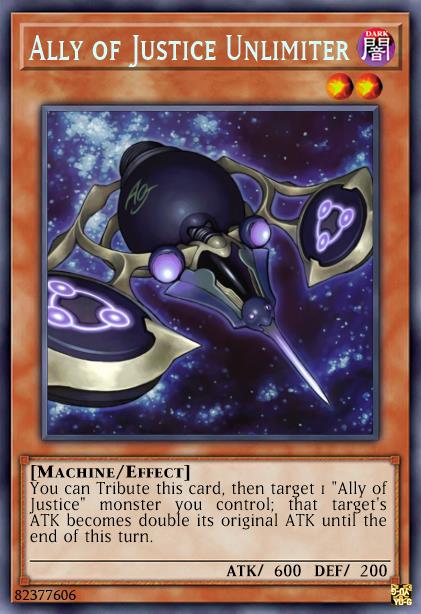 ALLY OF JUSTICE UNLIMITER
DARK
闇
AOJ
[MACHINE/EFFECT]
You can Tribute this card, then target 1 "Ally of
Justice" monster you control; that target's
ATK becomes double its original ATK until the
end of this turn.
ATK/ 600 DEF/ 200
82377606